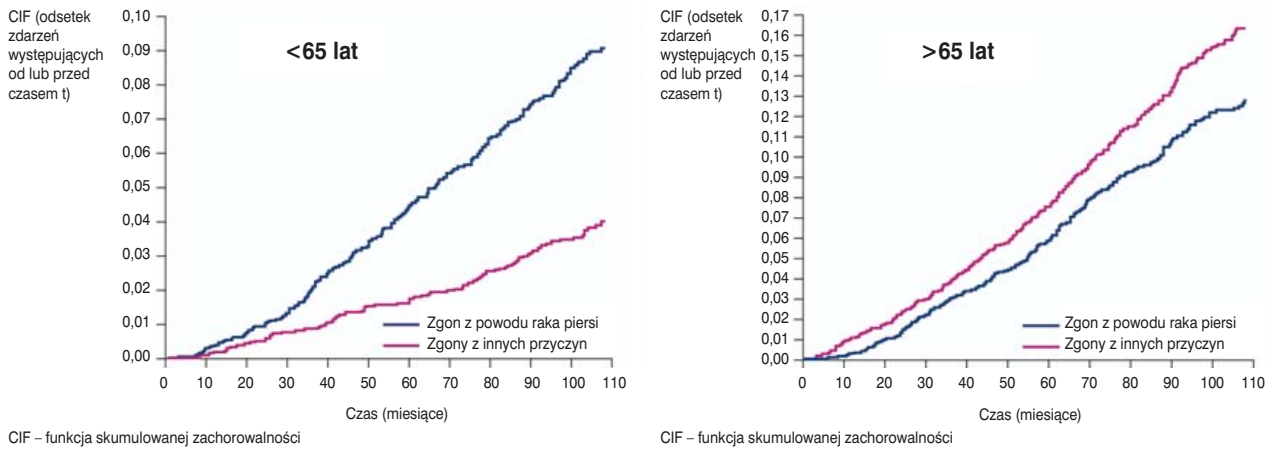 CIF (odsetek
zdarzeń
występujących
od lub przed
czasem t)
<65 lat
0,10
0,09
0,08
0,07
0,06
0,05
0,04
0,03
0,02
0,01
0,00
Zgon z powodu raka piersi
Zgony z innych przyczyn
0 10 20 30 40 50 60 70 80 90 100 110
Czas (miesiące)
CIF – funkcja skumulowanej zachorowalności
CIF (odsetek
zdarzeń
występujących
od lub przed
czasem t)
>65 lat
0,17
0,16
0,15
0,14
0,13
0,12
0,11
0,10
0,09
0,08
0,07
0,06
0,05
0,04
0,03
0,02
0,01
0,00
Zgon z powodu raka piersi
Zgony z innych przyczyn
0 10 20 30 40 50 60 70 80 90 100 110
Czas (miesiące)
CIF – funkcja skumulowanej zachorowalności